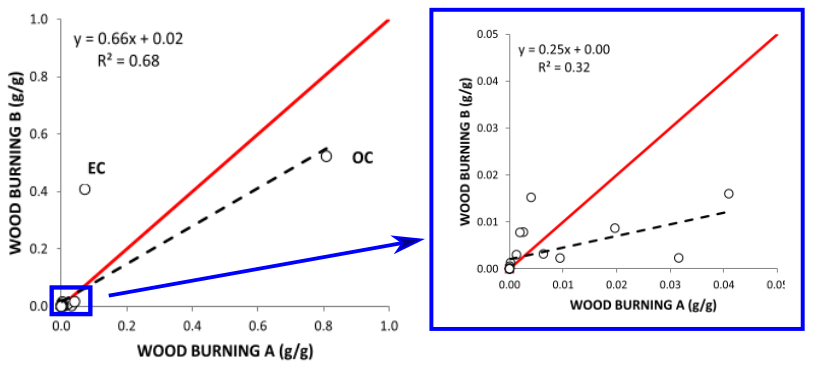 y = 0.66x + 0.02
R² = 0.68
EC
OC
1.0
0.8
0.6
0.4
0.2
0.0
0.0 0.2 0.4 0.6 0.8 1.0
WOOD BURNING A (g/g)
WOOD BURNING B (g/g)
y = 0.25x + 0.00
R² = 0.32
0.05
0.04
0.03
0.02
0.01
0.00
0.00 0.01 0.02 0.03 0.04 0.05
WOOD BURNING A (g/g)
WOOD BURNING B (g/g)